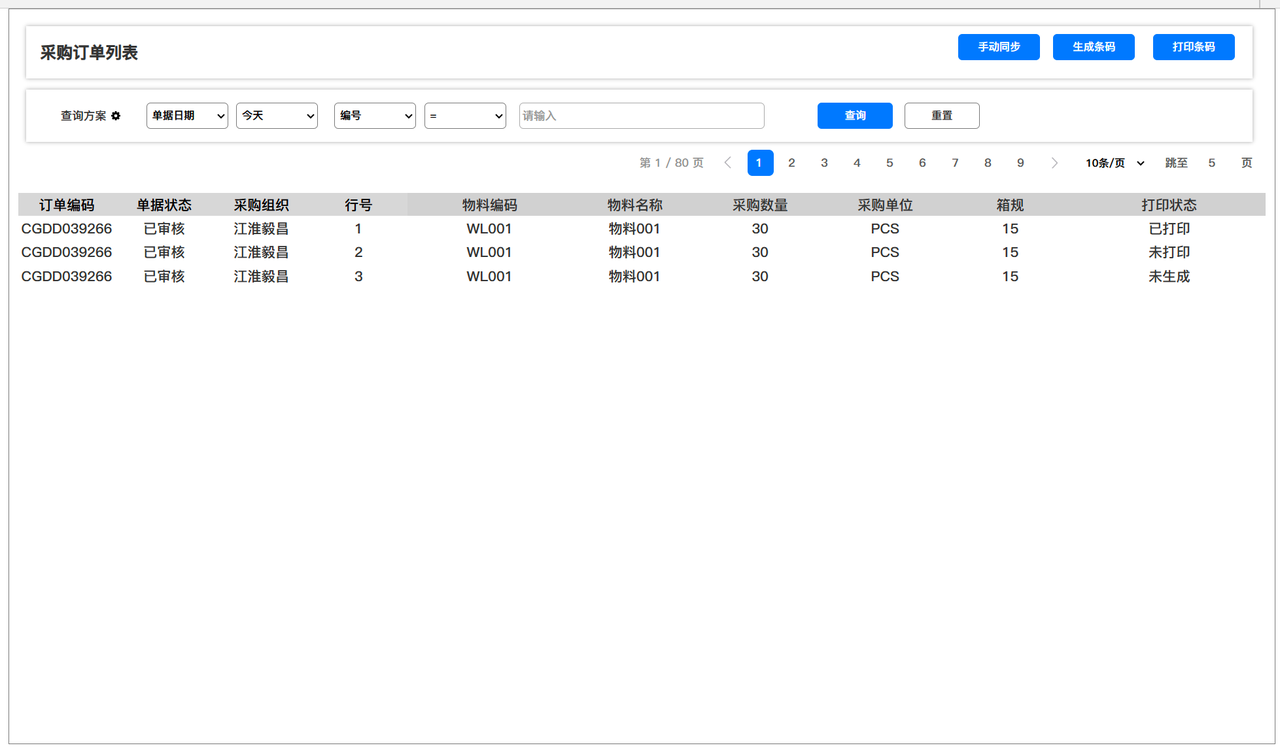 采购订单列表 手动同步 生成条码 打印条码
查询方案 单据日期 今天 编号 = 请输入 查询 重置
第 1 / 80 页 1 2 3 4 5 6 7 8 9 10条/页 跳至 5 页
订单编码 单据状态 采购组织 行号 物料编码 物料名称 采购数量 采购单位 箱规 打印状态
CGDD039266 已审核 江淮毅昌 1 WL001 物料001 30 PCS 15 已打印
CGDD039266 已审核 江淮毅昌 2 WL001 物料001 30 PCS 15 未打印
CGDD039266 已审核 江淮毅昌 3 WL001 物料001 30 PCS 15 未生成